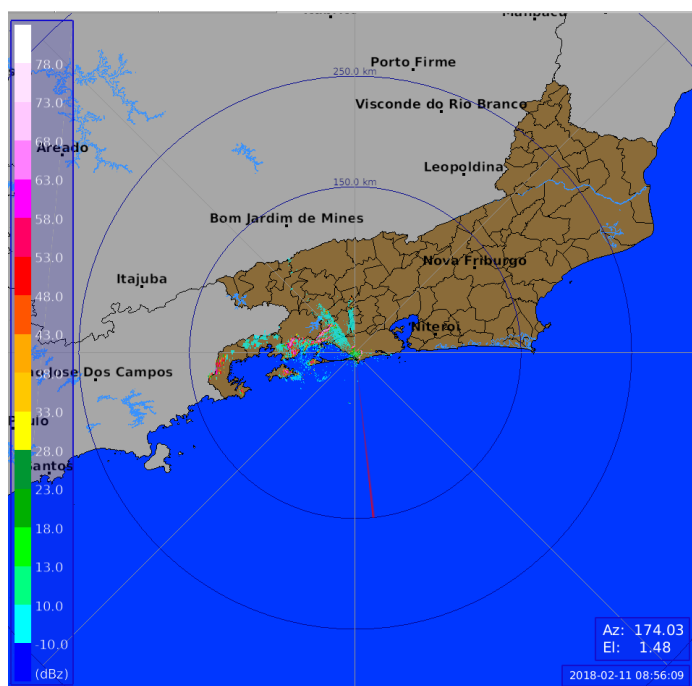 Porto Firme
250.0 km
Visconde do Rio Branco
Areado
Leopoldina
150.0 km
Bom Jardim de Mines
Nova Friburgo
Itajuba
Niteroi
Jose Dos Campos
78.0
73.0
68.0
63.0
58.0
53.0
48.0
43.0
38.0
33.0
28.0
23.0
18.0
13.0
10.0
-10.0
(dBz)
Az: 174.03
El: 1.48
2018-02-11 08:56:09